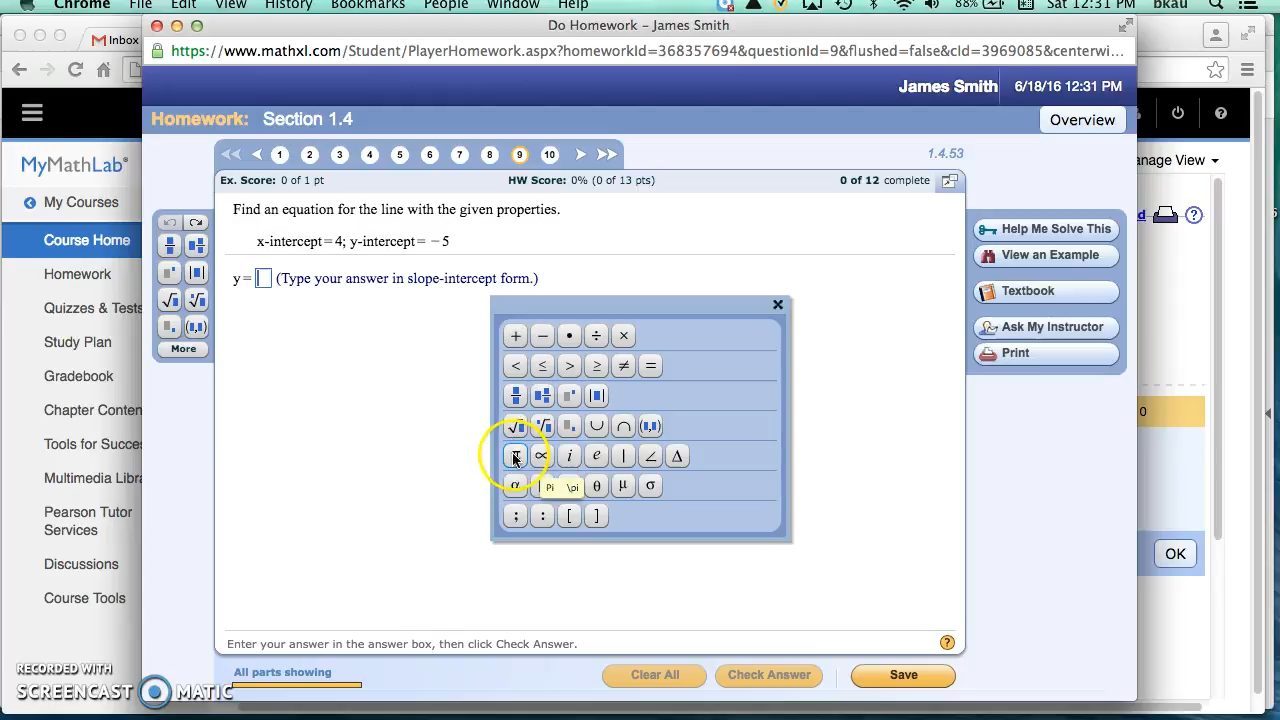 Chrome File Edit View History Bookmarks People Window Help 88% Sat 12:31 PM bkau
Do Homework – James Smith
Inbox
https://www.mathxl.com/Student/PlayerHomework.aspx?homeworkId=368357694&questionId=9&flushed=false&cId=3969085&centerwi...
James Smith 6/18/16 12:31 PM
Homework: Section 1.4 Overview
MyMathLab
1 2 3 4 5 6 7 8 9 10
1.4.53
anage View
Ex. Score: 0 of 1 pt HW Score: 0% (0 of 13 pts) 0 of 12 complete
My Courses
Find an equation for the line with the given properties.
d
Help Me Solve This
Course Home
x-intercept = 4; y-intercept = − 5
View an Example
Homework
y = (Type your answer in slope-intercept form.)
Textbook
Quizzes & Tests
Ask My Instructor
Study Plan
More
Print
+ − • ÷ ×
< ≤ > ≥ ≠ =
Gradebook
Chapter Conten
0
Tools for Succes
∞ i e | ∠ Δ
Multimedia Libra
α θ μ σ
Pi \pi
; : [ ]
Pearson Tutor
Services
OK
Discussions
Course Tools
Enter your answer in the answer box, then click Check Answer.
All parts showing
Clear All Check Answer Save
RECORDED WITH
SCREENCAST MATIC